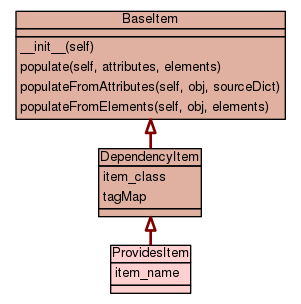 BaseItem
__init__(self)
populate(self, attributes, elements)
populateFromAttributes(self, obj, sourceDict)
populateFromElements(self, obj, elements)
DependencyItem
item_class
tagMap
ProvidesItem
item_name